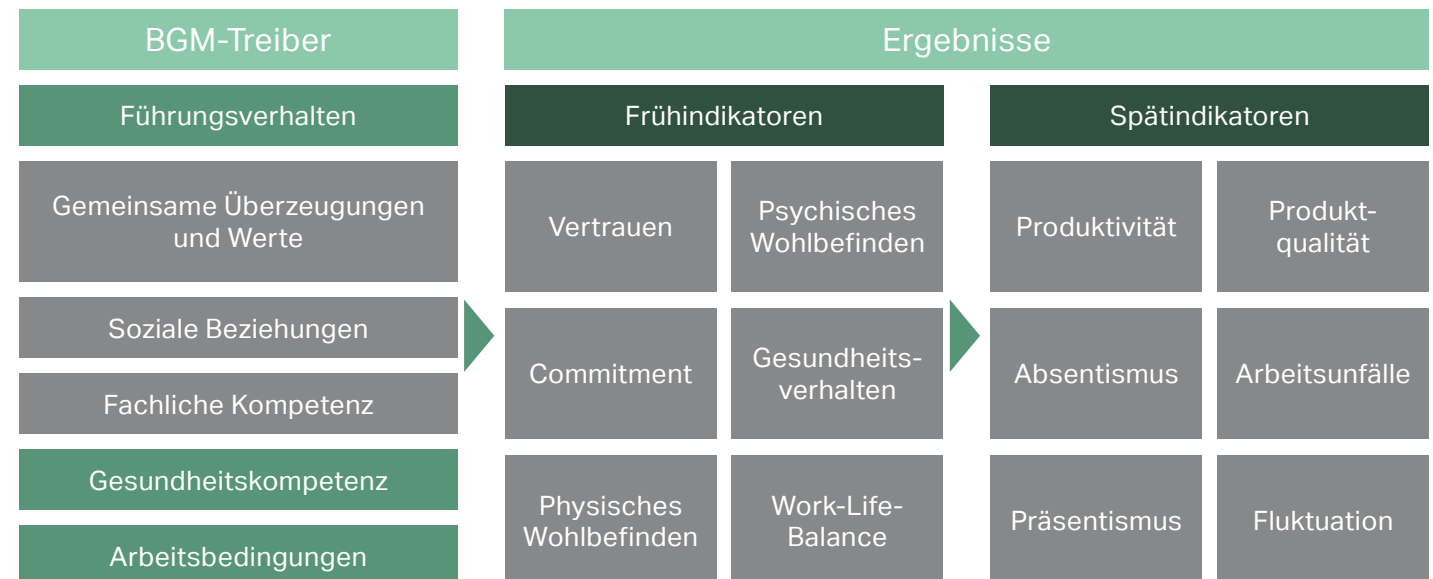 BGM-Treiber
Führungsverhalten
Gemeinsame Überzeugungen
und Werte
Soziale Beziehungen
Fachliche Kompetenz
Gesundheitskompetenz
Arbeitsbedingungen
Ergebnisse
Frühindikatoren
Vertrauen
Psychisches
Wohlbefinden
Commitment
Gesundheits-
verhalten
Physisches
Wohlbefinden
Work-Life-
Balance
Spätindikatoren
Produktivität
Produkt-
qualität
Absentismus
Arbeitsunfälle
Präsentismus
Fluktuation